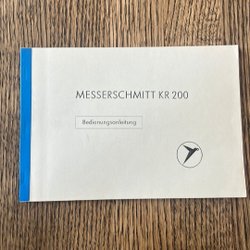 MESSERSCHMITT KR 200
Bedienungsanleitung